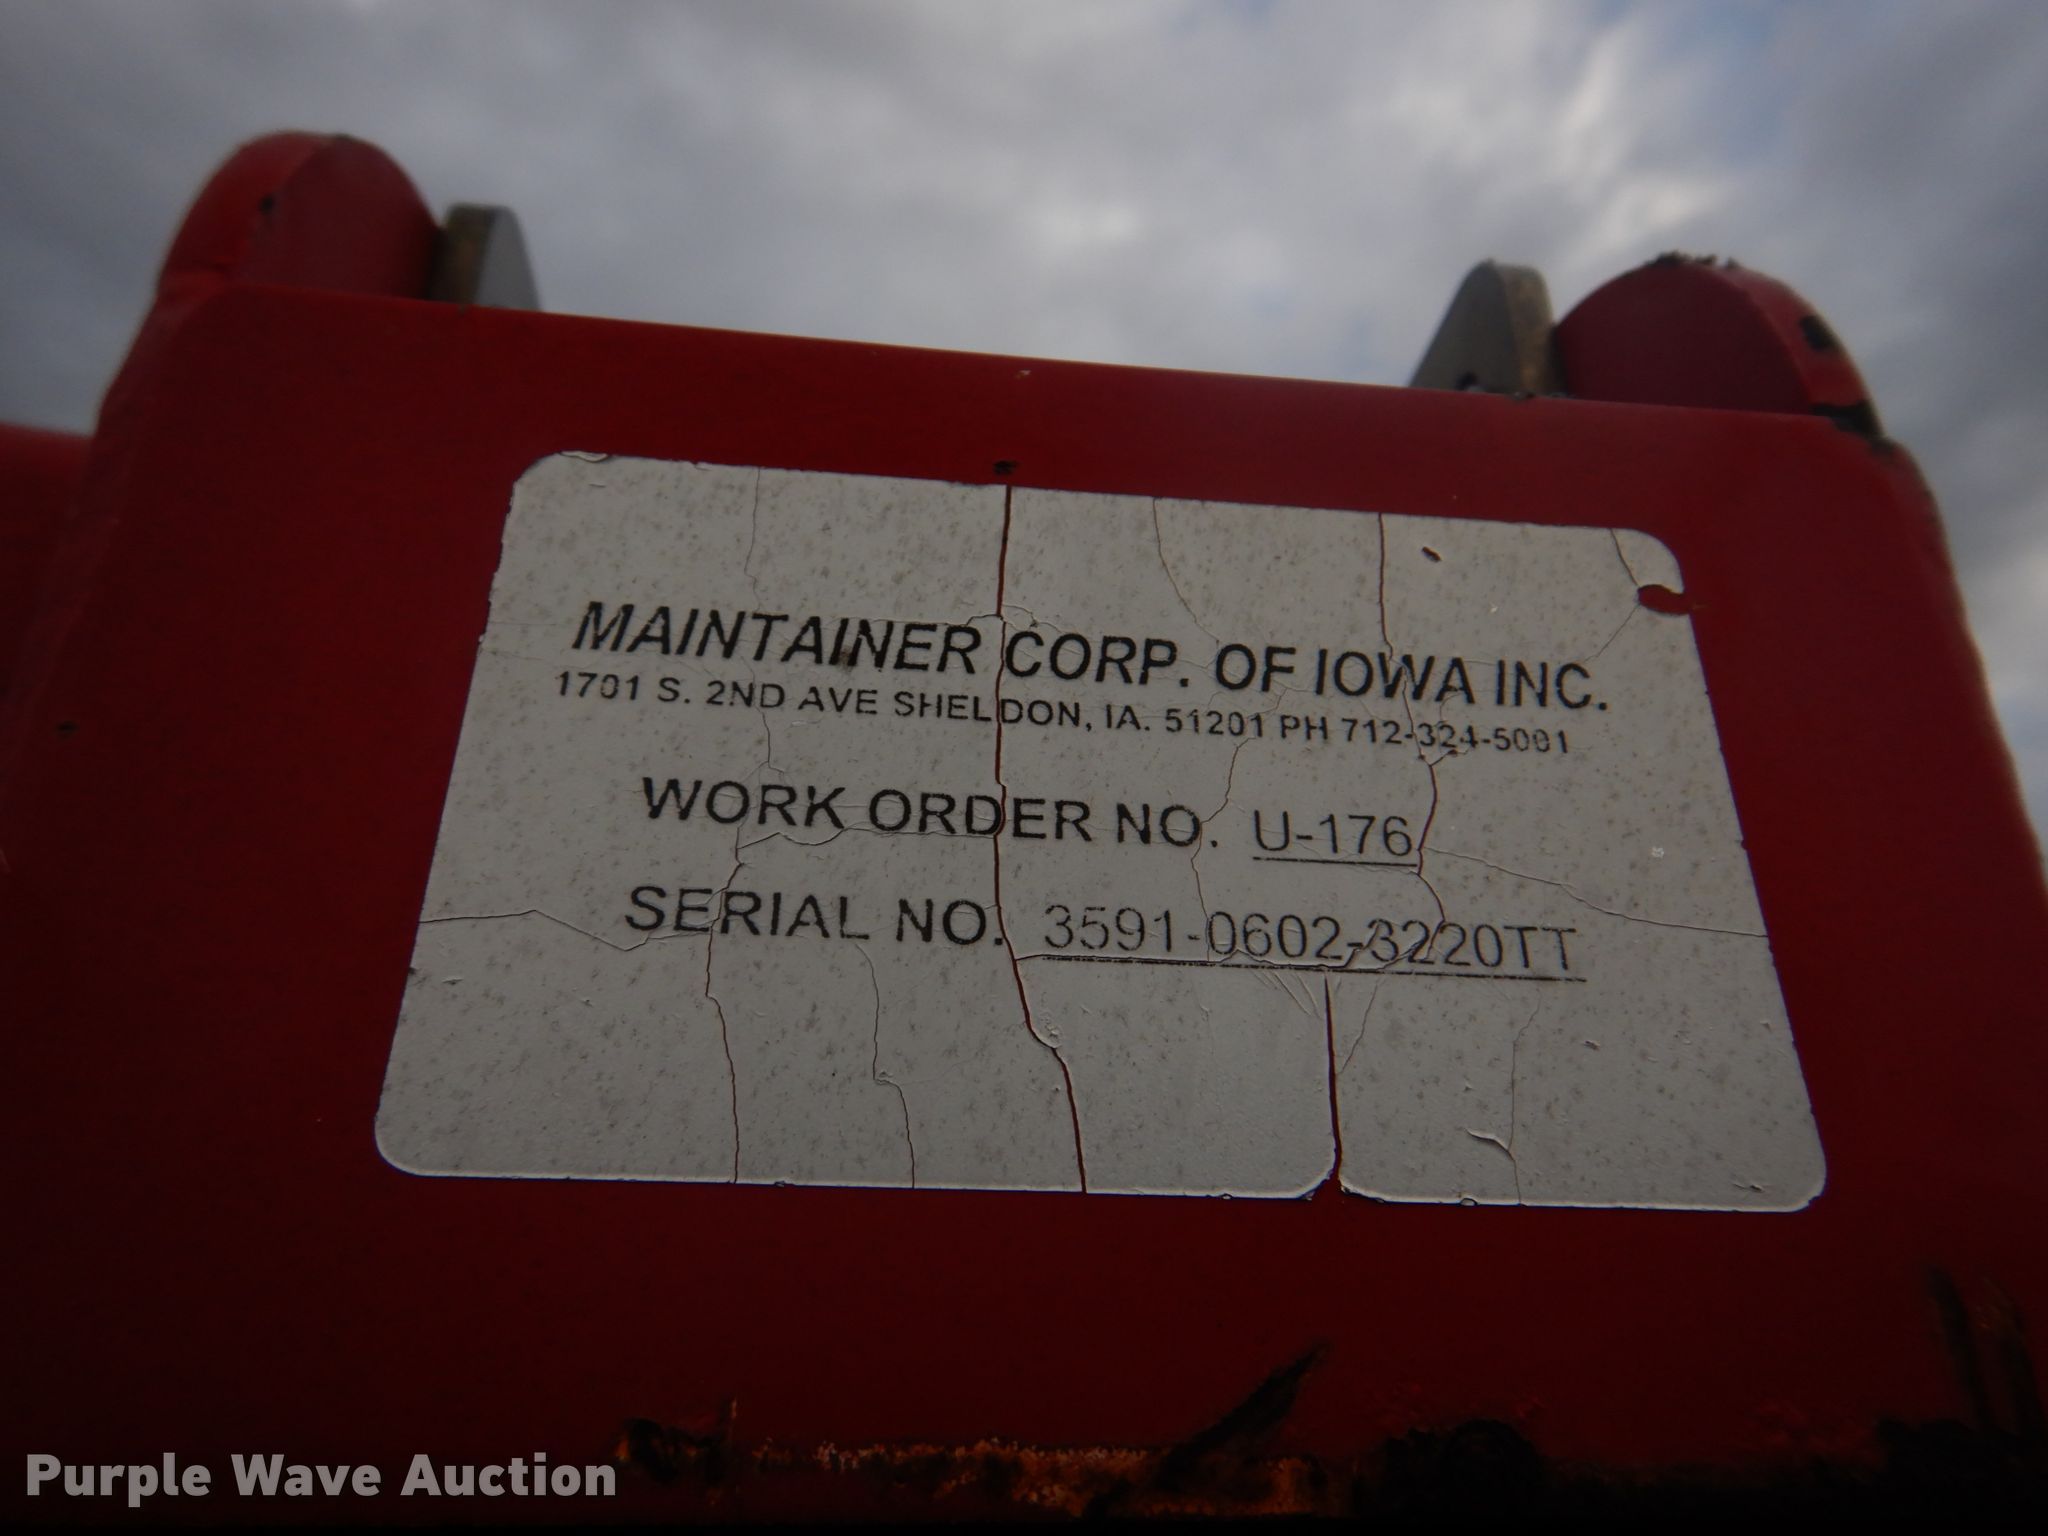 MAINTAINER CORP. OF IOWA INC.
1701 S. 2ND AVE SHELDON, IA. 51201 PH 712-324-5001
WORK ORDER NO. U-176
SERIAL NO. 3591-0602-3220TT
Purple Wave Auction